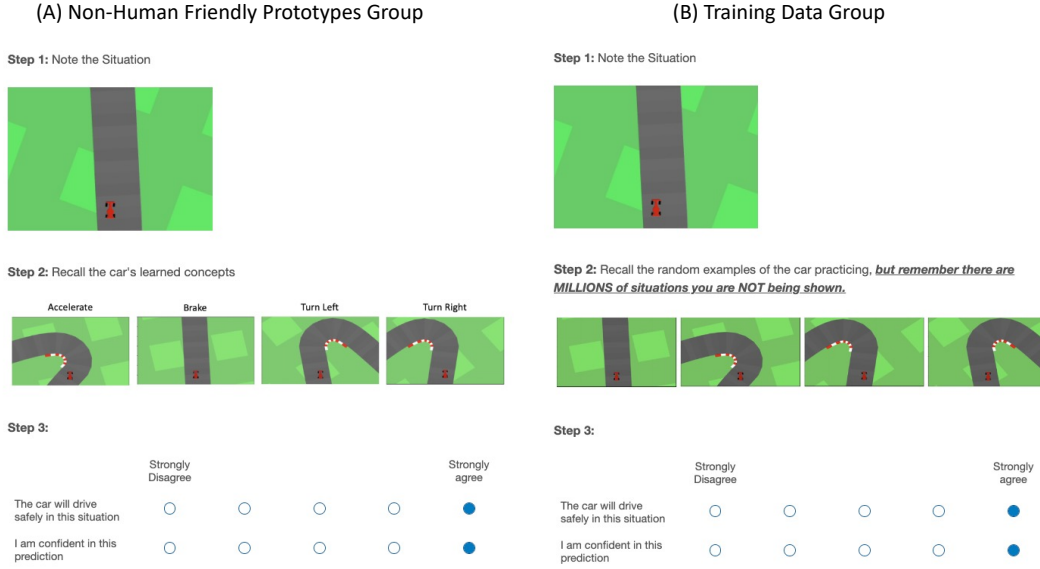 (A) Non-Human Friendly Prototypes Group
Step 1: Note the Situation
Step 2: Recall the car's learned concepts
Accelerate
Brake
Turn Left
Turn Right
Step 3:
Strongly
Disagree
Strongly
agree
The car will drive
safely in this situation
I am confident in this
prediction
(B) Training Data Group
Step 1: Note the Situation
Step 2: Recall the random examples of the car practicing, but remember there are
MILLIONS of situations you are NOT being shown.
Step 3:
Strongly
Disagree
Strongly
agree
The car will drive
safely in this situation
I am confident in this
prediction